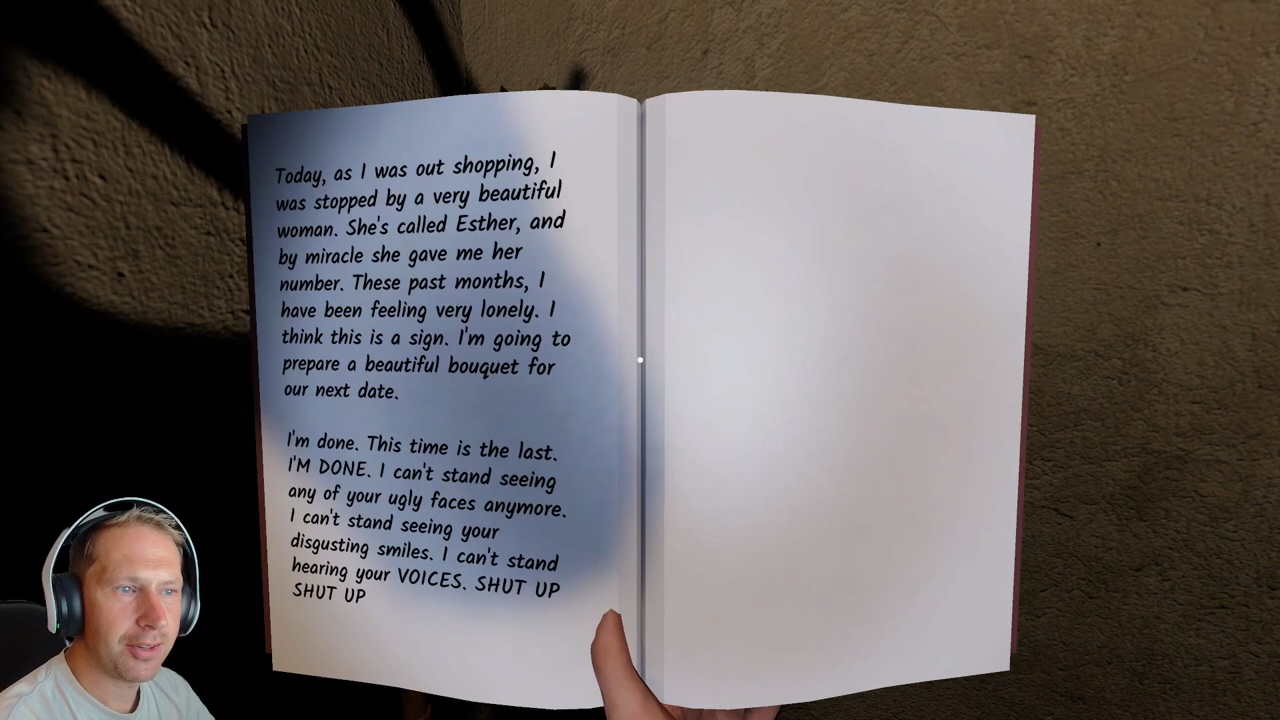 Today, as I was out shopping, I
was stopped by a very beautiful
woman. She's called Esther, and
by miracle she gave me her
number. These past months, I
have been feeling very lonely. I
think this is a sign. I'm going to
prepare a beautiful bouquet for
our next date.
I'm done. This time is the last.
I'M DONE. I can't stand seeing
any of your ugly faces anymore.
I can't stand seeing your
disgusting smiles. I can't stand
hearing your VOICES. SHUT UP
SHUT UP